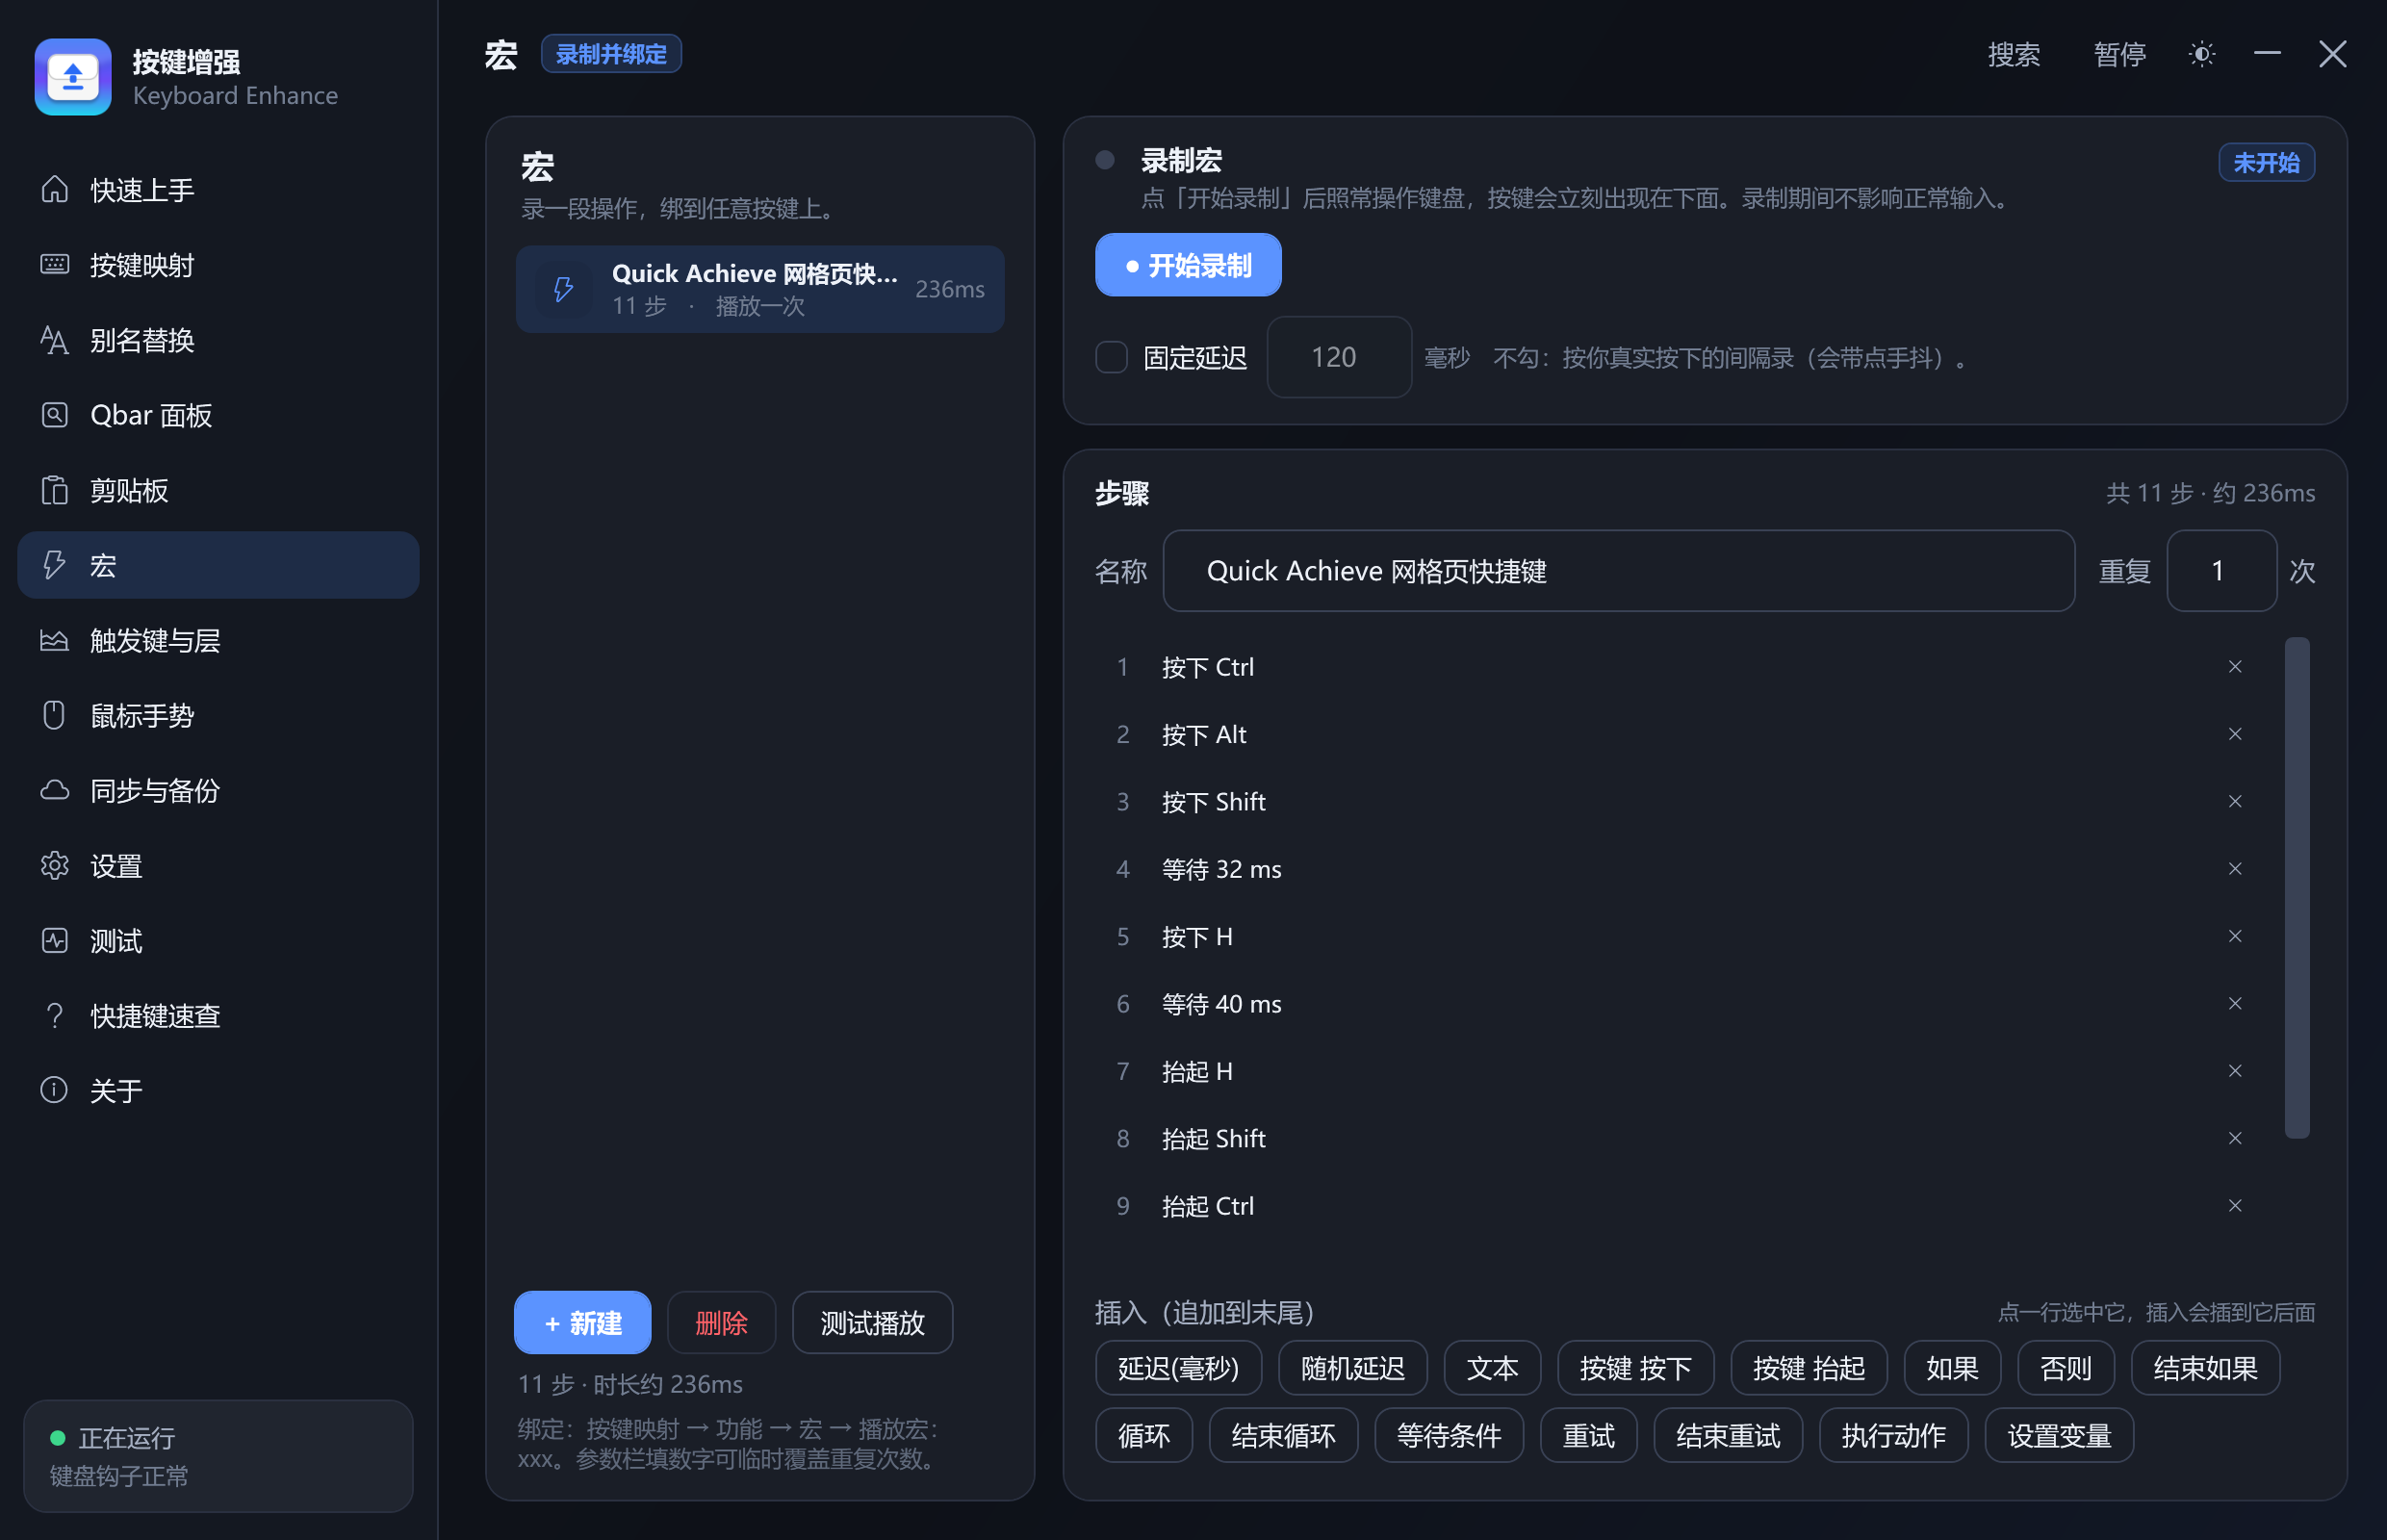 按键增强
Keyboard Enhance
快速上手
按键映射
别名替换
Qbar 面板
剪贴板
宏
触发键与层
鼠标手势
同步与备份
设置
测试
快捷键速查
关于
正在运行
键盘钩子正常
宏 录制并绑定
搜索 暂停
宏
录一段操作，绑到任意按键上。
Quick Achieve 网格页快...
11 步 · 播放一次
236ms
+ 新建 删除 测试播放
11 步 · 时长约 236ms
绑定：按键映射 → 功能 → 宏 → 播放宏：
xxx。参数栏填数字可临时覆盖重复次数。
录制宏
未开始
点「开始录制」后照常操作键盘，按键会立刻出现在下面。录制期间不影响正常输入。
开始录制
固定延迟 120 毫秒 不勾：按你真实按下的间隔录（会带点手抖）。
步骤
共 11 步 · 约 236ms
名称 Quick Achieve 网格页快捷键 重复 1 次
1 按下 Ctrl
2 按下 Alt
3 按下 Shift
4 等待 32 ms
5 按下 H
6 等待 40 ms
7 抬起 H
8 抬起 Shift
9 抬起 Ctrl
插入（追加到末尾）
点一行选中它，插入会插到它后面
延迟(毫秒) 随机延迟 文本 按键 按下 按键 抬起 如果 否则 结束如果
循环 结束循环 等待条件 重试 结束重试 执行动作 设置变量